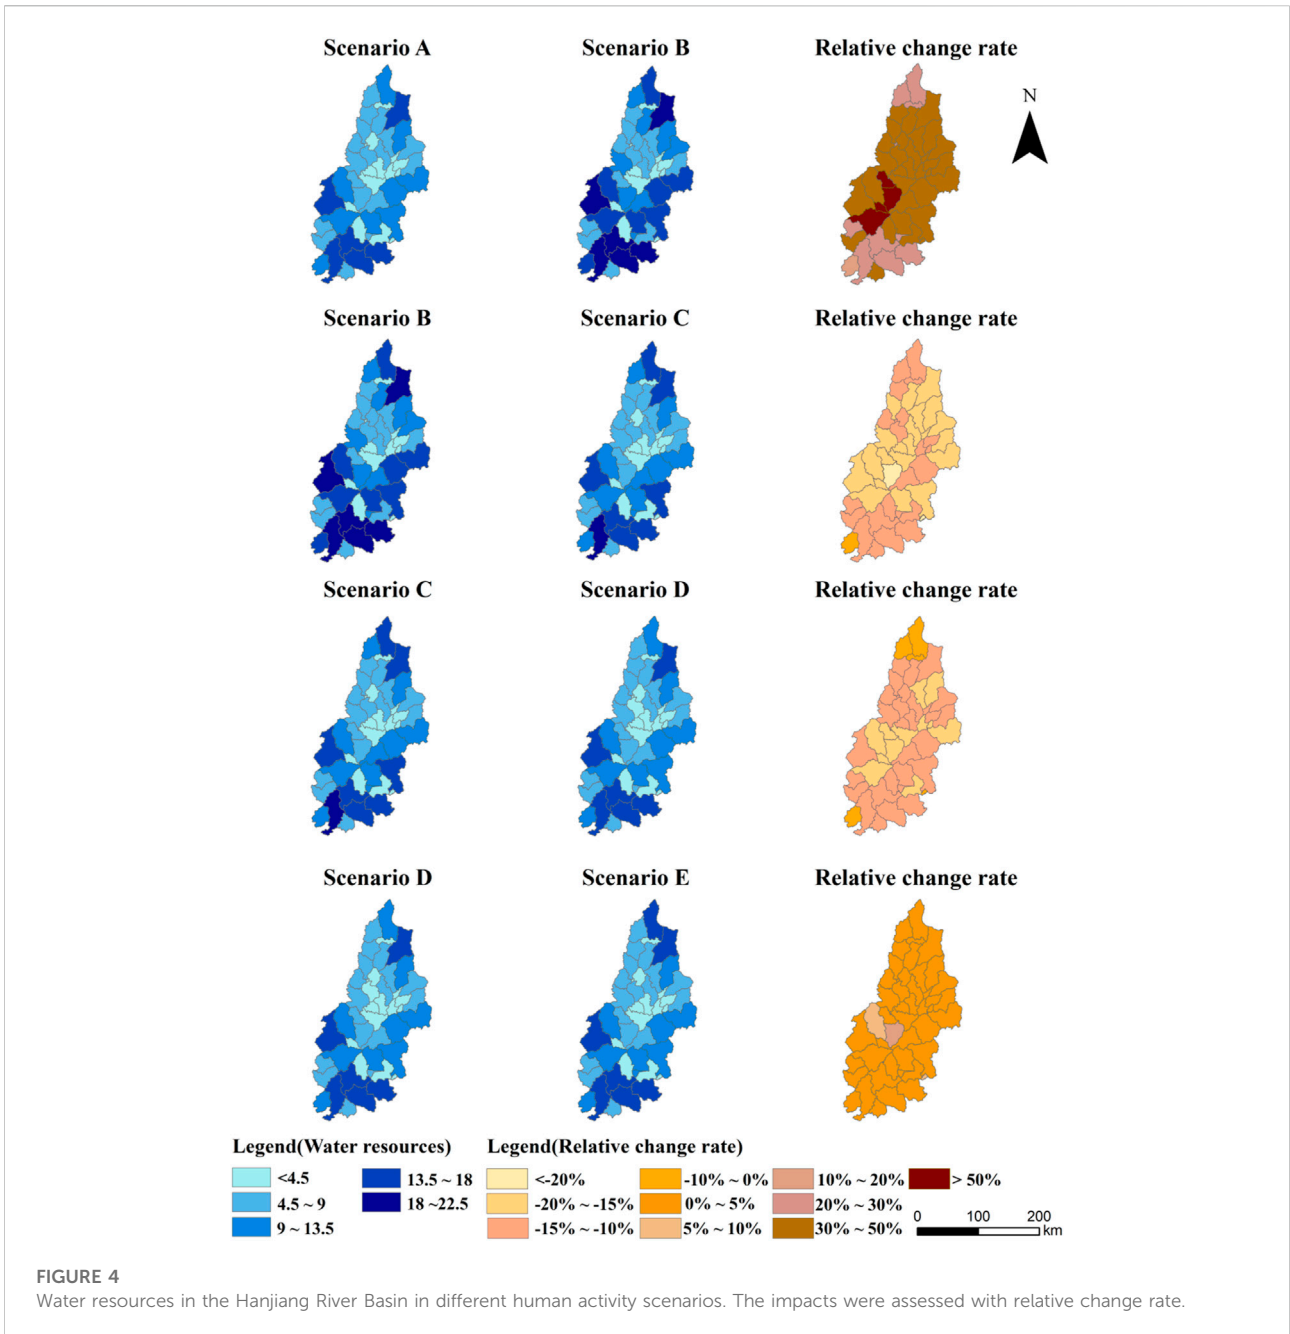 Scenario A
Scenario B
Relative change rate
N
Scenario B
Scenario C
Relative change rate
Scenario C
Scenario D
Relative change rate
Scenario D
Scenario E
Relative change rate
Legend(Water resources)
<4.5
4.5 ~ 9
9 ~ 13.5
13.5 ~ 18
18 ~22.5
Legend(Relative change rate)
<-20%
-20% ~ -15%
-15% ~ -10%
-10% ~ 0%
0% ~ 5%
5% ~ 10%
10% ~ 20%
20% ~ 30%
30% ~ 50%
> 50%
0 100 200
km
FIGURE 4
Water resources in the Hanjiang River Basin in different human activity scenarios. The impacts were assessed with relative change rate.